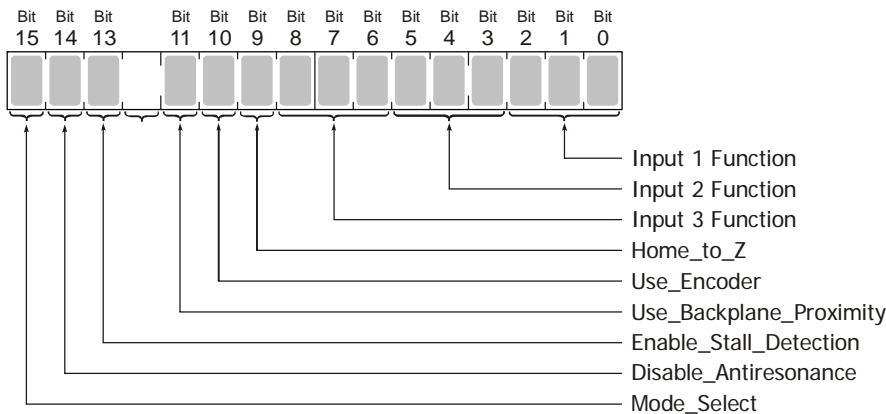 Bit Bit Bit Bit Bit Bit Bit Bit Bit Bit Bit Bit Bit Bit Bit
15 14 13 11 10 9 8 7 6 5 4 3 2 1 0
Input 1 Function
Input 2 Function
Input 3 Function
Home_to_Z
Use_Encoder
Use_Backplane_Proximity
Enable_Stall_Detection
Disable_Antiresonance
Mode_Select